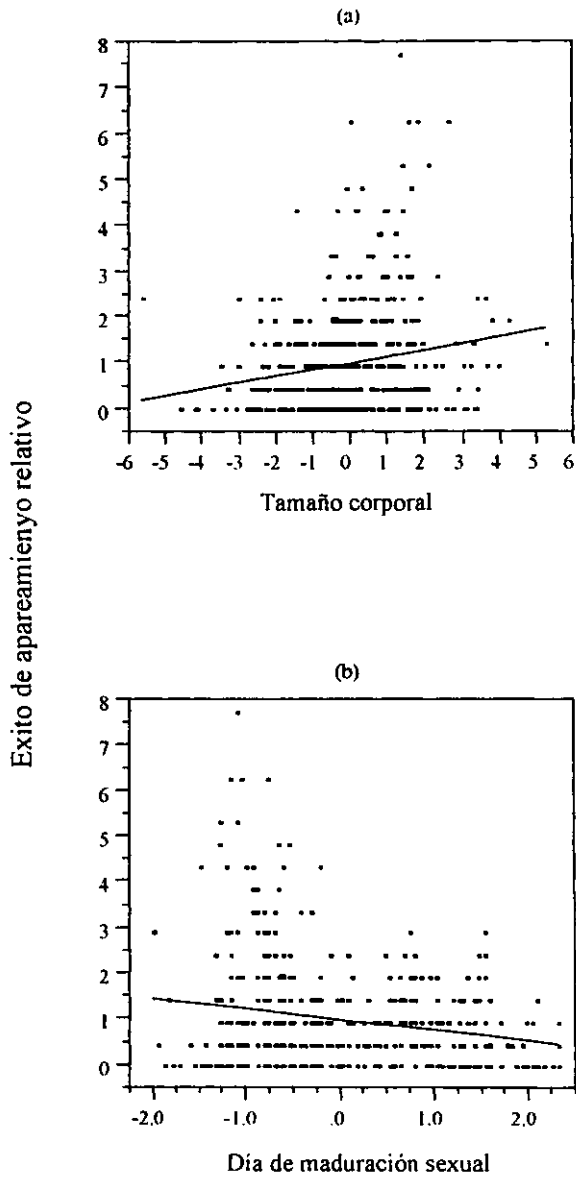 (a)
8
7
6
5
4
3
2
1
0
-6 -5 -4 -3 -2 -1 0 1 2 3 4 5 6
Tamaño corporal
Exito de apareamienyo relativo
(b)
8
7
6
5
4
3
2
1
0
-2.0 -1.0 .0 1.0 2.0
Día de maduración sexual